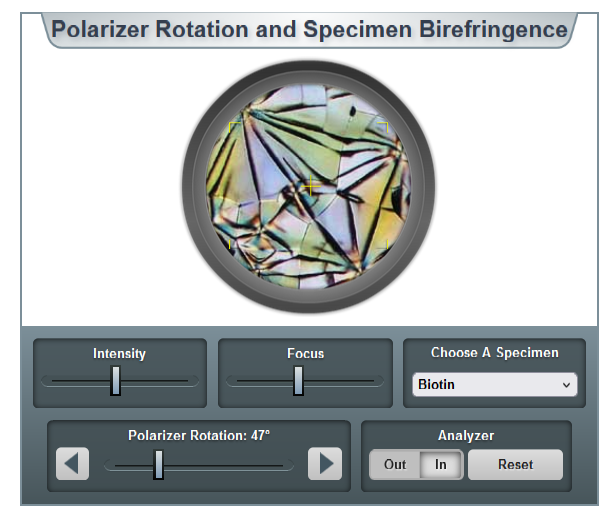 Polarizer Rotation and Specimen Birefringence
Intensity
Focus
Choose A Specimen
Biotin
Polarizer Rotation: 47°
Analyzer
Out In Reset